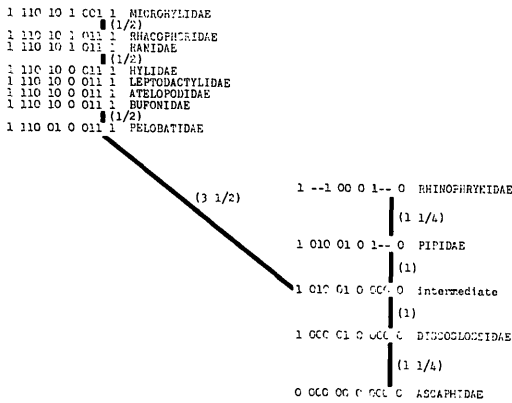 1 110 10 1 001 1 MICROHYLIDAE
(1/2)
1 110 10 1 011 1 RHACOPHORIDAE
1 110 10 1 011 1 RANIDAE
(1/2)
1 110 10 0 011 1 HYLIDAE
1 110 10 0 011 1 LEPTODACTYLIDAE
1 110 10 0 011 1 ATELOPODIDAE
1 110 10 0 011 1 BUFONIDAE
(1/2)
1 110 01 0 011 1 PELOBATIDAE
(3 1/2)
1 --1 00 0 1-- 0 RHINOPHRYNIDAE
(1 1/4)
1 010 01 0 1-- 0 PIPIDAE
(1)
1 010 01 0 000 0 intermediate
(1)
1 000 01 0 000 0 DISCOGLOSSIDAE
(1 1/4)
0 000 00 0 000 0 ASCAPHIDAE